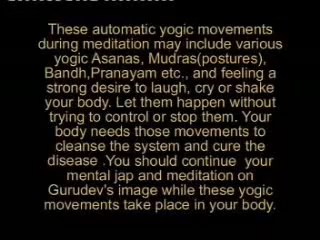 These automatic yogic movements
during meditation may include various
yogic Asanas, Mudras(postures),
Bandh,Pranayam etc., and feeling a
strong desire to laugh, cry or shake
your body. Let them happen without
trying to control or stop them. Your
body needs those movements to
cleanse the system and cure the
disease .You should continue  your
mental jap and meditation on
Gurudev's image while these yogic
movements take place in your body.